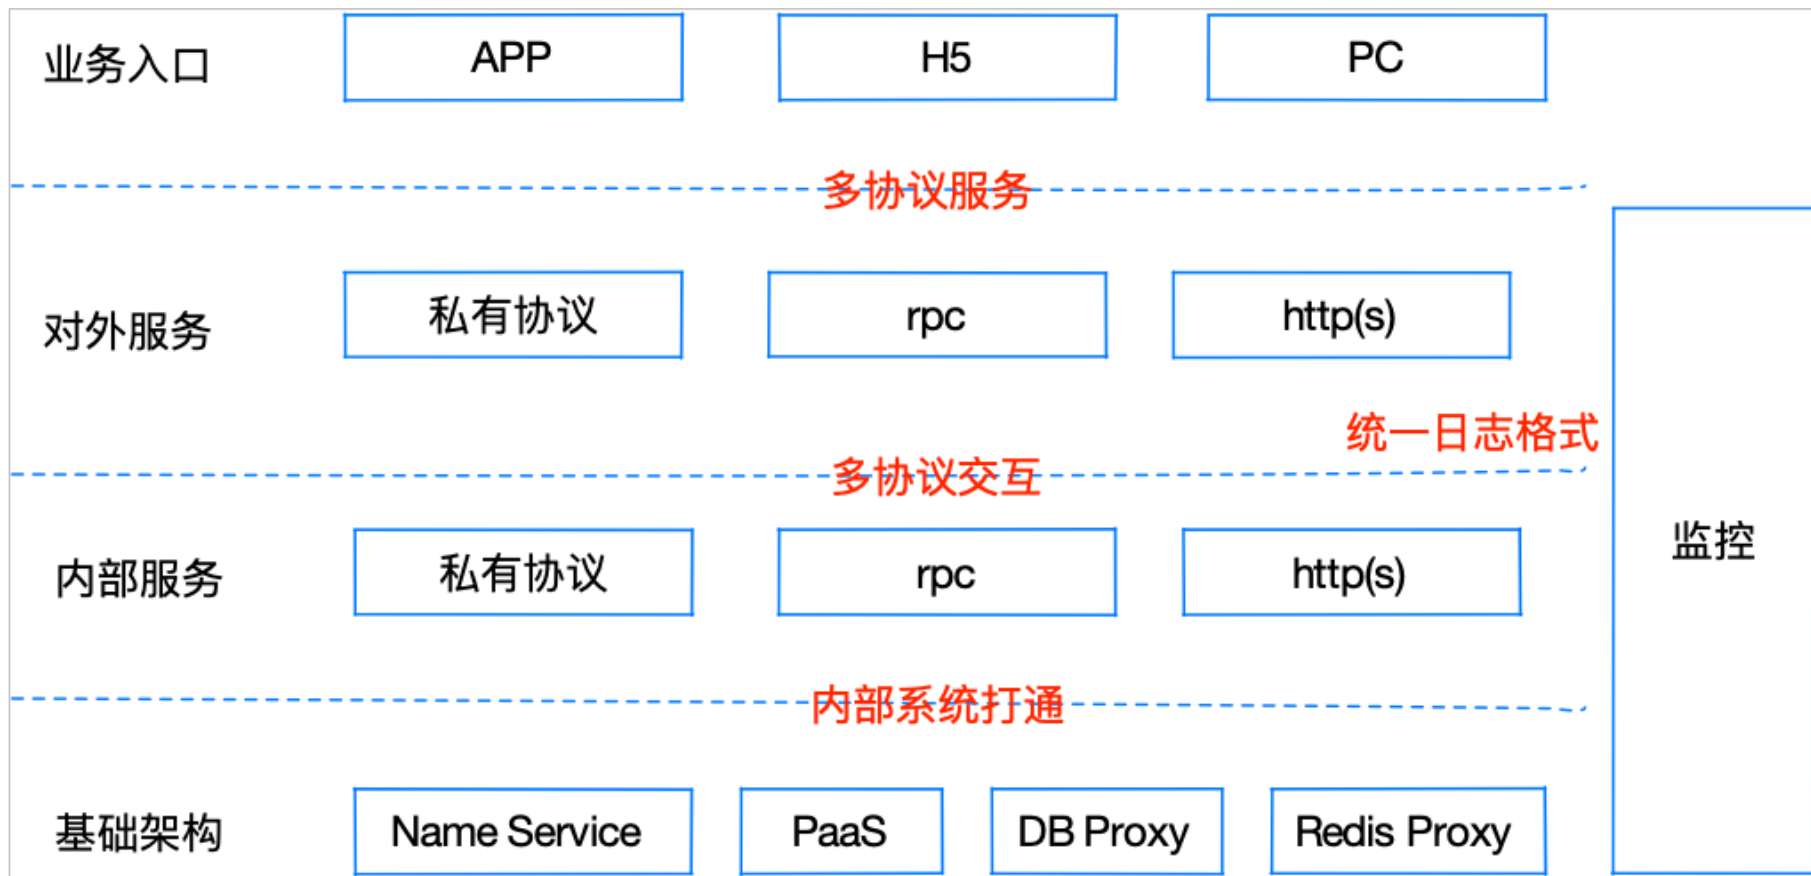 业务入口 APP H5 PC
多协议服务
对外服务 私有协议 rpc http(s)
统一日志格式
多协议交互
监控
内部服务 私有协议 rpc http(s)
内部系统打通
基础架构 Name Service PaaS DB Proxy Redis Proxy